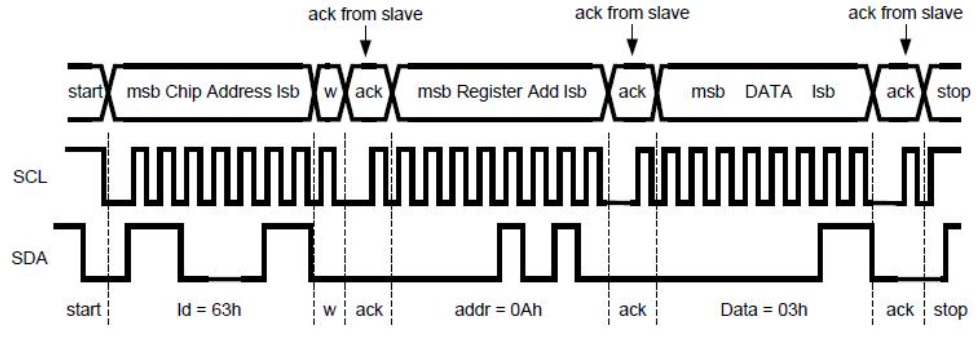 ack from slave ack from slave ack from slave
start msb Chip Address lsb w ack msb Register Add lsb ack msb DATA lsb ack stop
SCL
SDA
start Id = 63h w ack addr = 0Ah ack Data = 03h ack stop